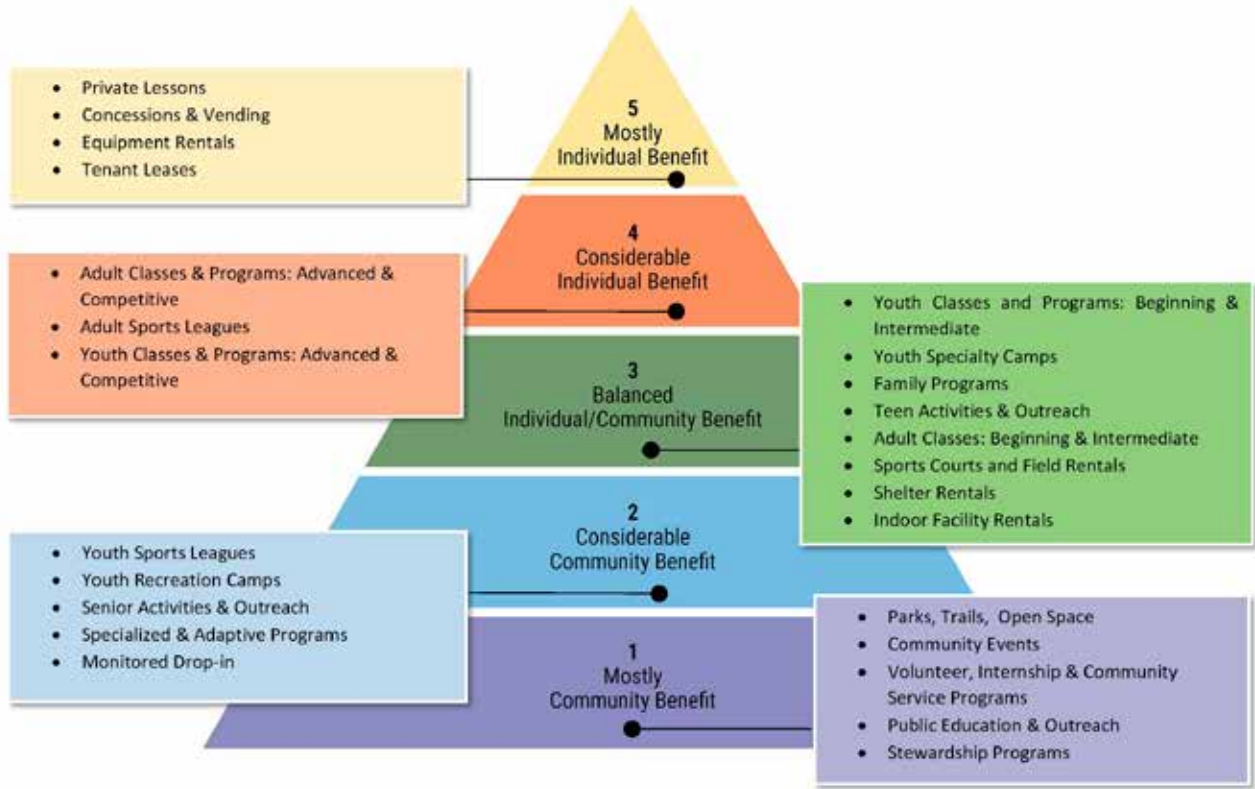 5
Mostly
Individual Benefit
• Private Lessons
• Concessions & Vending
• Equipment Rentals
• Tenant Leases
4
Considerable
Individual Benefit
• Adult Classes & Programs: Advanced &
Competitive
• Adult Sports Leagues
• Youth Classes & Programs: Advanced &
Competitive
3
Balanced
Individual/Community Benefit
• Youth Classes and Programs: Beginning &
Intermediate
• Youth Specialty Camps
• Family Programs
• Teen Activities & Outreach
• Adult Classes: Beginning & Intermediate
• Sports Courts and Field Rentals
• Shelter Rentals
• Indoor Facility Rentals
2
Considerable
Community Benefit
• Youth Sports Leagues
• Youth Recreation Camps
• Senior Activities & Outreach
• Specialized & Adaptive Programs
• Monitored Drop-in
1
Mostly
Community Benefit
• Parks, Trails, Open Space
• Community Events
• Volunteer, Internship & Community
Service Programs
• Public Education & Outreach
• Stewardship Programs